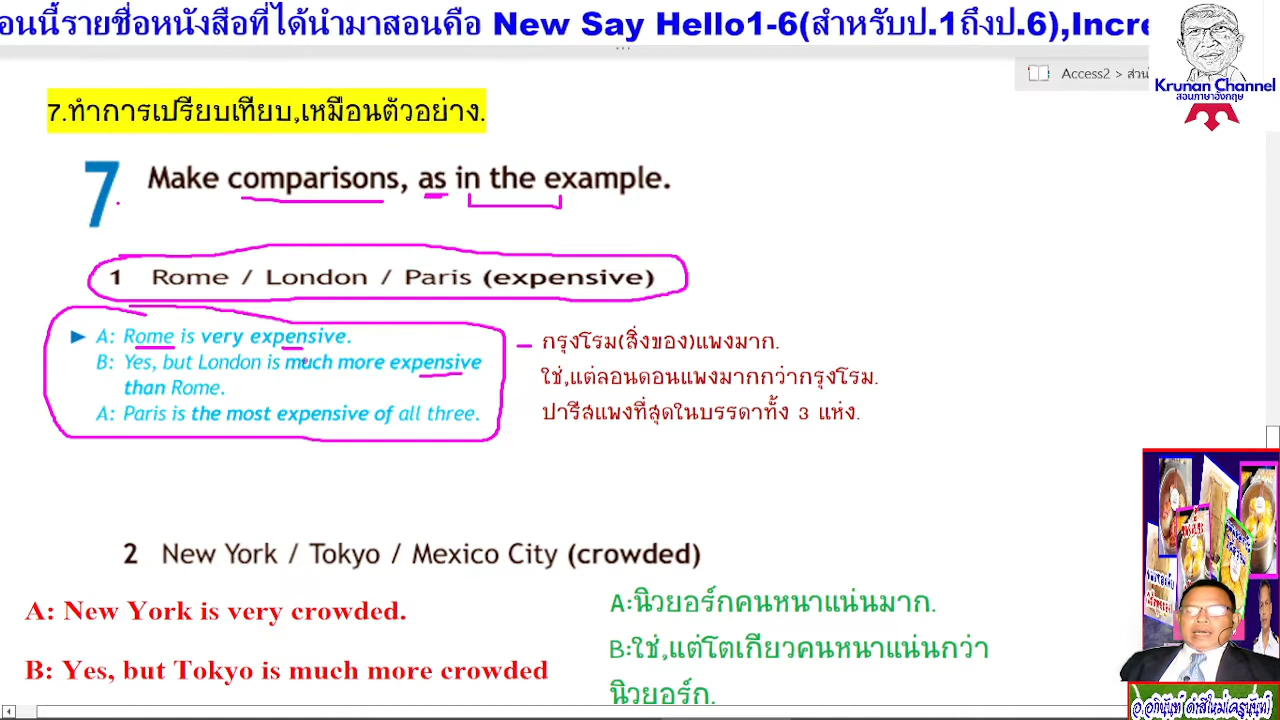 อนนี้รายชื่อหนังสือที่ได้นำมาสอนคือ New Say Hello1-6(สำหรับป.1ถึงป.6),Incre
Access2 > ส่วน
Krunan Channel
สอนภาษาอังกฤษ
7.ทำการเปรียบเทียบ,เหมือนตัวอย่าง.
7 Make comparisons, as in the example.
1 Rome / London / Paris (expensive)
A: Rome is very expensive.
B: Yes, but London is much more expensive
than Rome.
A: Paris is the most expensive of all three.
กรุงโรม(สิ่งของ)แพงมาก.
ใช่,แต่ลอนดอนแพงมากกว่ากรุงโรม.
ปารีสแพงที่สุดในบรรดาทั้ง 3 แห่ง.
2 New York / Tokyo / Mexico City (crowded)
A: New York is very crowded.
B: Yes, but Tokyo is much more crowded
A:นิวยอร์กคนหนาแน่นมาก.
B:ใช่,แต่โตเกียวคนหนาแน่นกว่า
นิวยอร์ก.